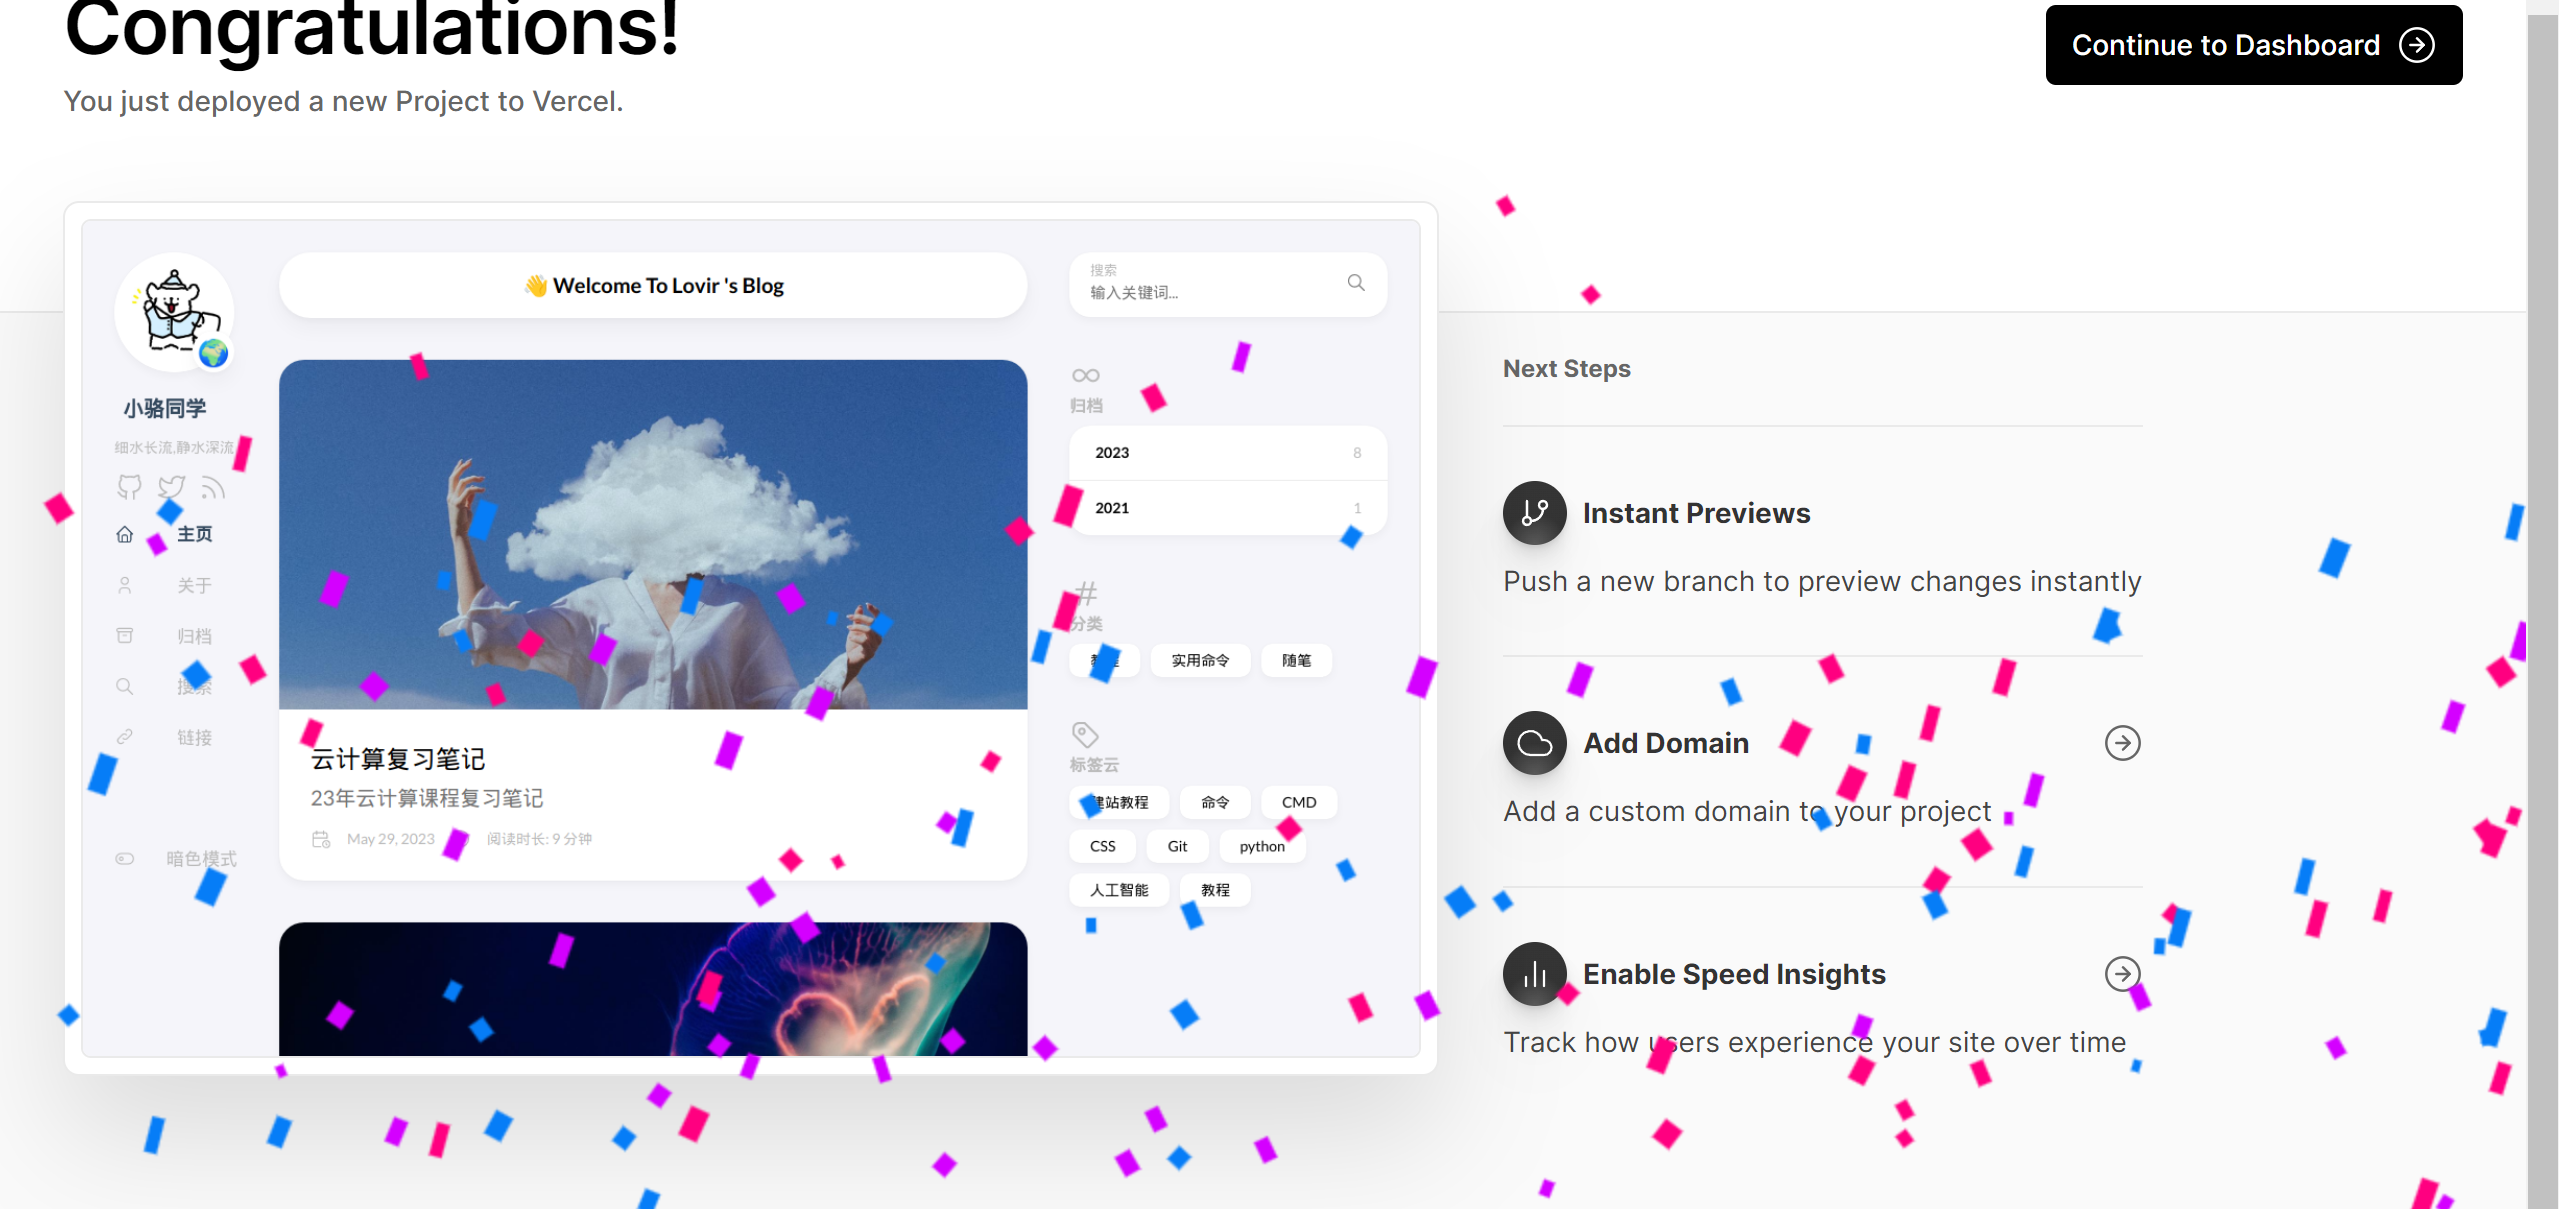 Congratulations!
You just deployed a new Project to Vercel.
Continue to Dashboard
👋 Welcome To Lovir 's Blog
搜索
输入关键词...
小骆同学
细水长流,静水深流
主页
关于
归档
搜索
链接
暗色模式
云计算复习笔记
23年云计算课程复习笔记
May 29, 2023
阅读时长: 9 分钟
归档
2023 8
2021 1
#
分类
实用命令 随笔
标签云
建站教程 命令 CMD
CSS Git python
人工智能 教程
Next Steps
Instant Previews
Push a new branch to preview changes instantly
Add Domain
Add a custom domain to your project
Enable Speed Insights
Track how users experience your site over time